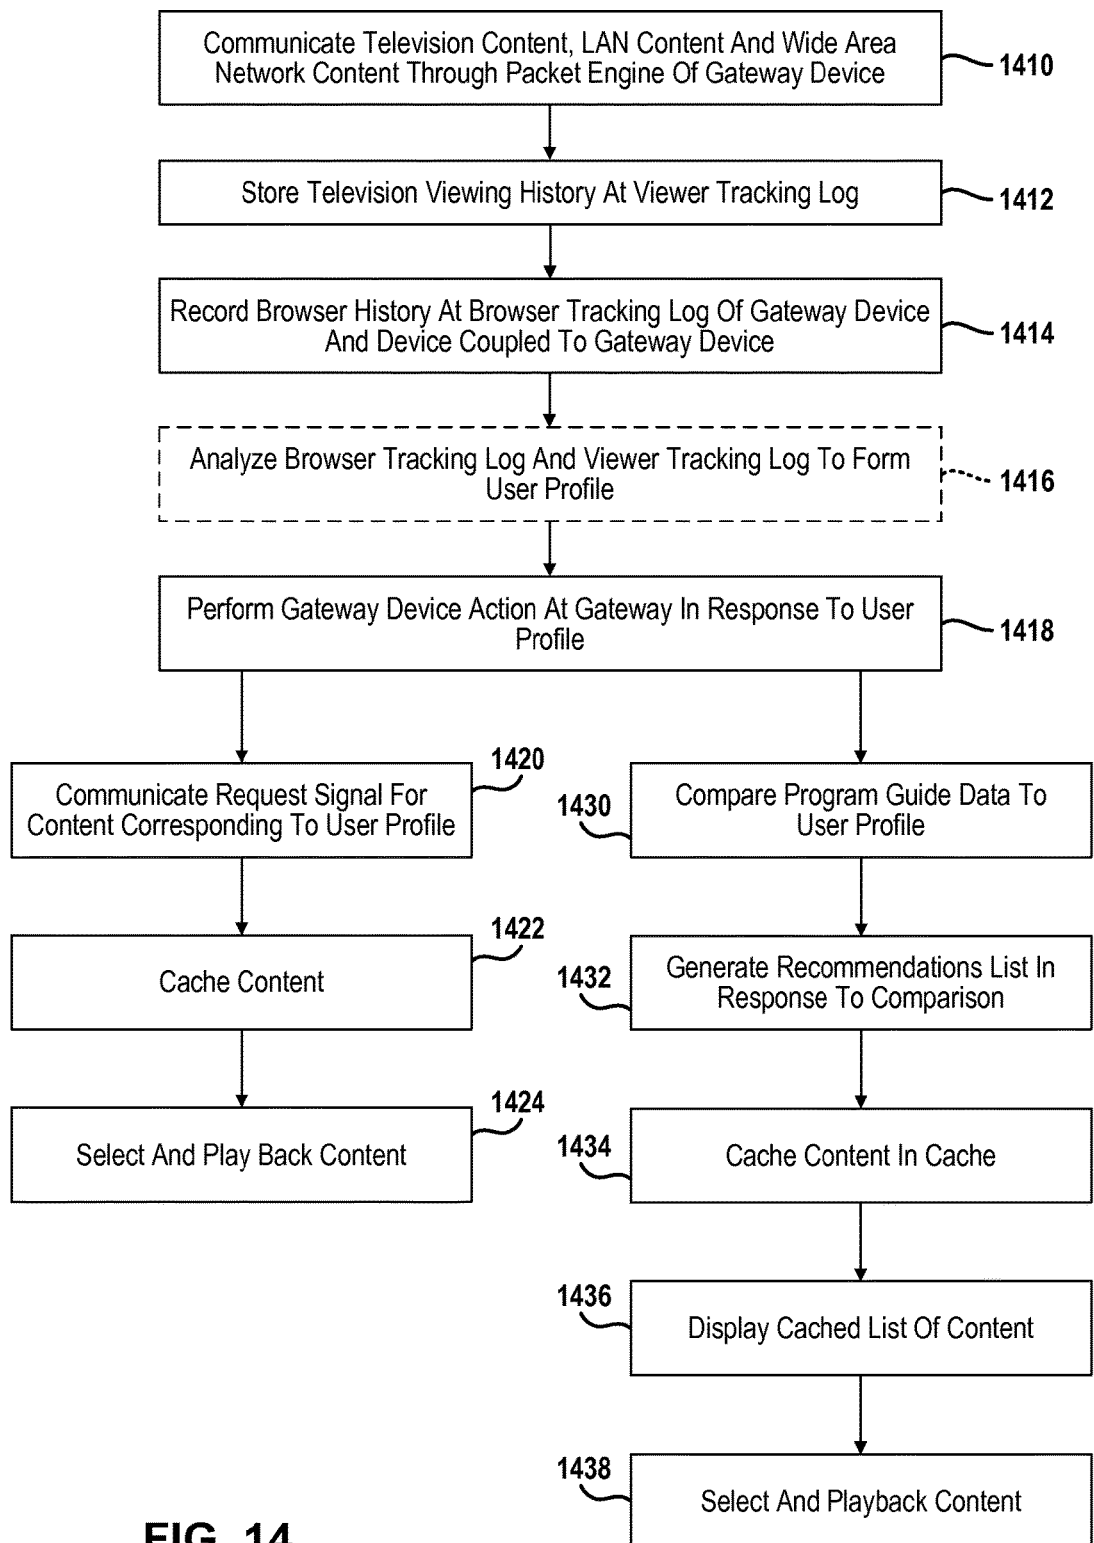 Communicate Television Content, LAN Content And Wide Area
Network Content Through Packet Engine Of Gateway Device
1410
Store Television Viewing History At Viewer Tracking Log
1412
Record Browser History At Browser Tracking Log Of Gateway Device
And Device Coupled To Gateway Device
1414
Analyze Browser Tracking Log And Viewer Tracking Log To Form
User Profile
1416
Perform Gateway Device Action At Gateway In Response To User
Profile
1418
1420
Communicate Request Signal For
Content Corresponding To User Profile
1422
Cache Content
1424
Select And Play Back Content
1430
Compare Program Guide Data To
User Profile
1432
Generate Recommendations List In
Response To Comparison
1434
Cache Content In Cache
1436
Display Cached List Of Content
1438
Select And Playback Content
FIG. 14